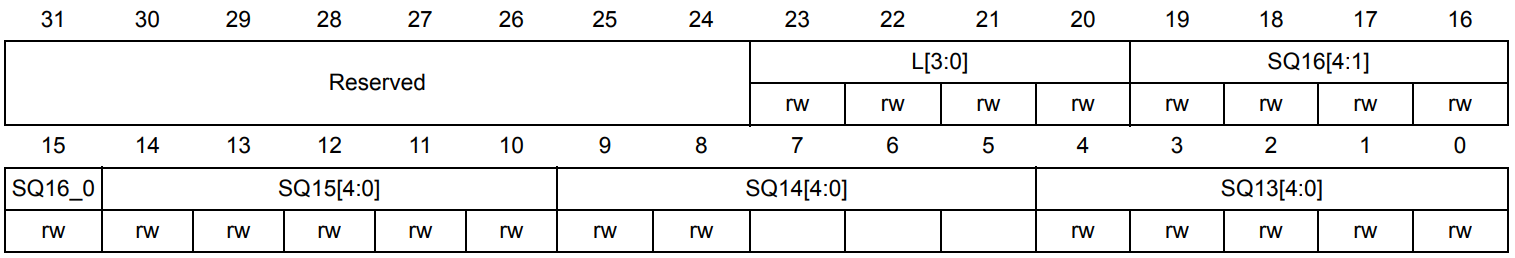 31 30 29 28 27 26 25 24 23 22 21 20 19 18 17 16
Reserved L[3:0] SQ16[4:1]
rw rw rw rw rw rw rw rw
15 14 13 12 11 10 9 8 7 6 5 4 3 2 1 0
SQ16_0 SQ15[4:0] SQ14[4:0] SQ13[4:0]
rw rw rw rw rw rw rw rw rw rw rw rw rw